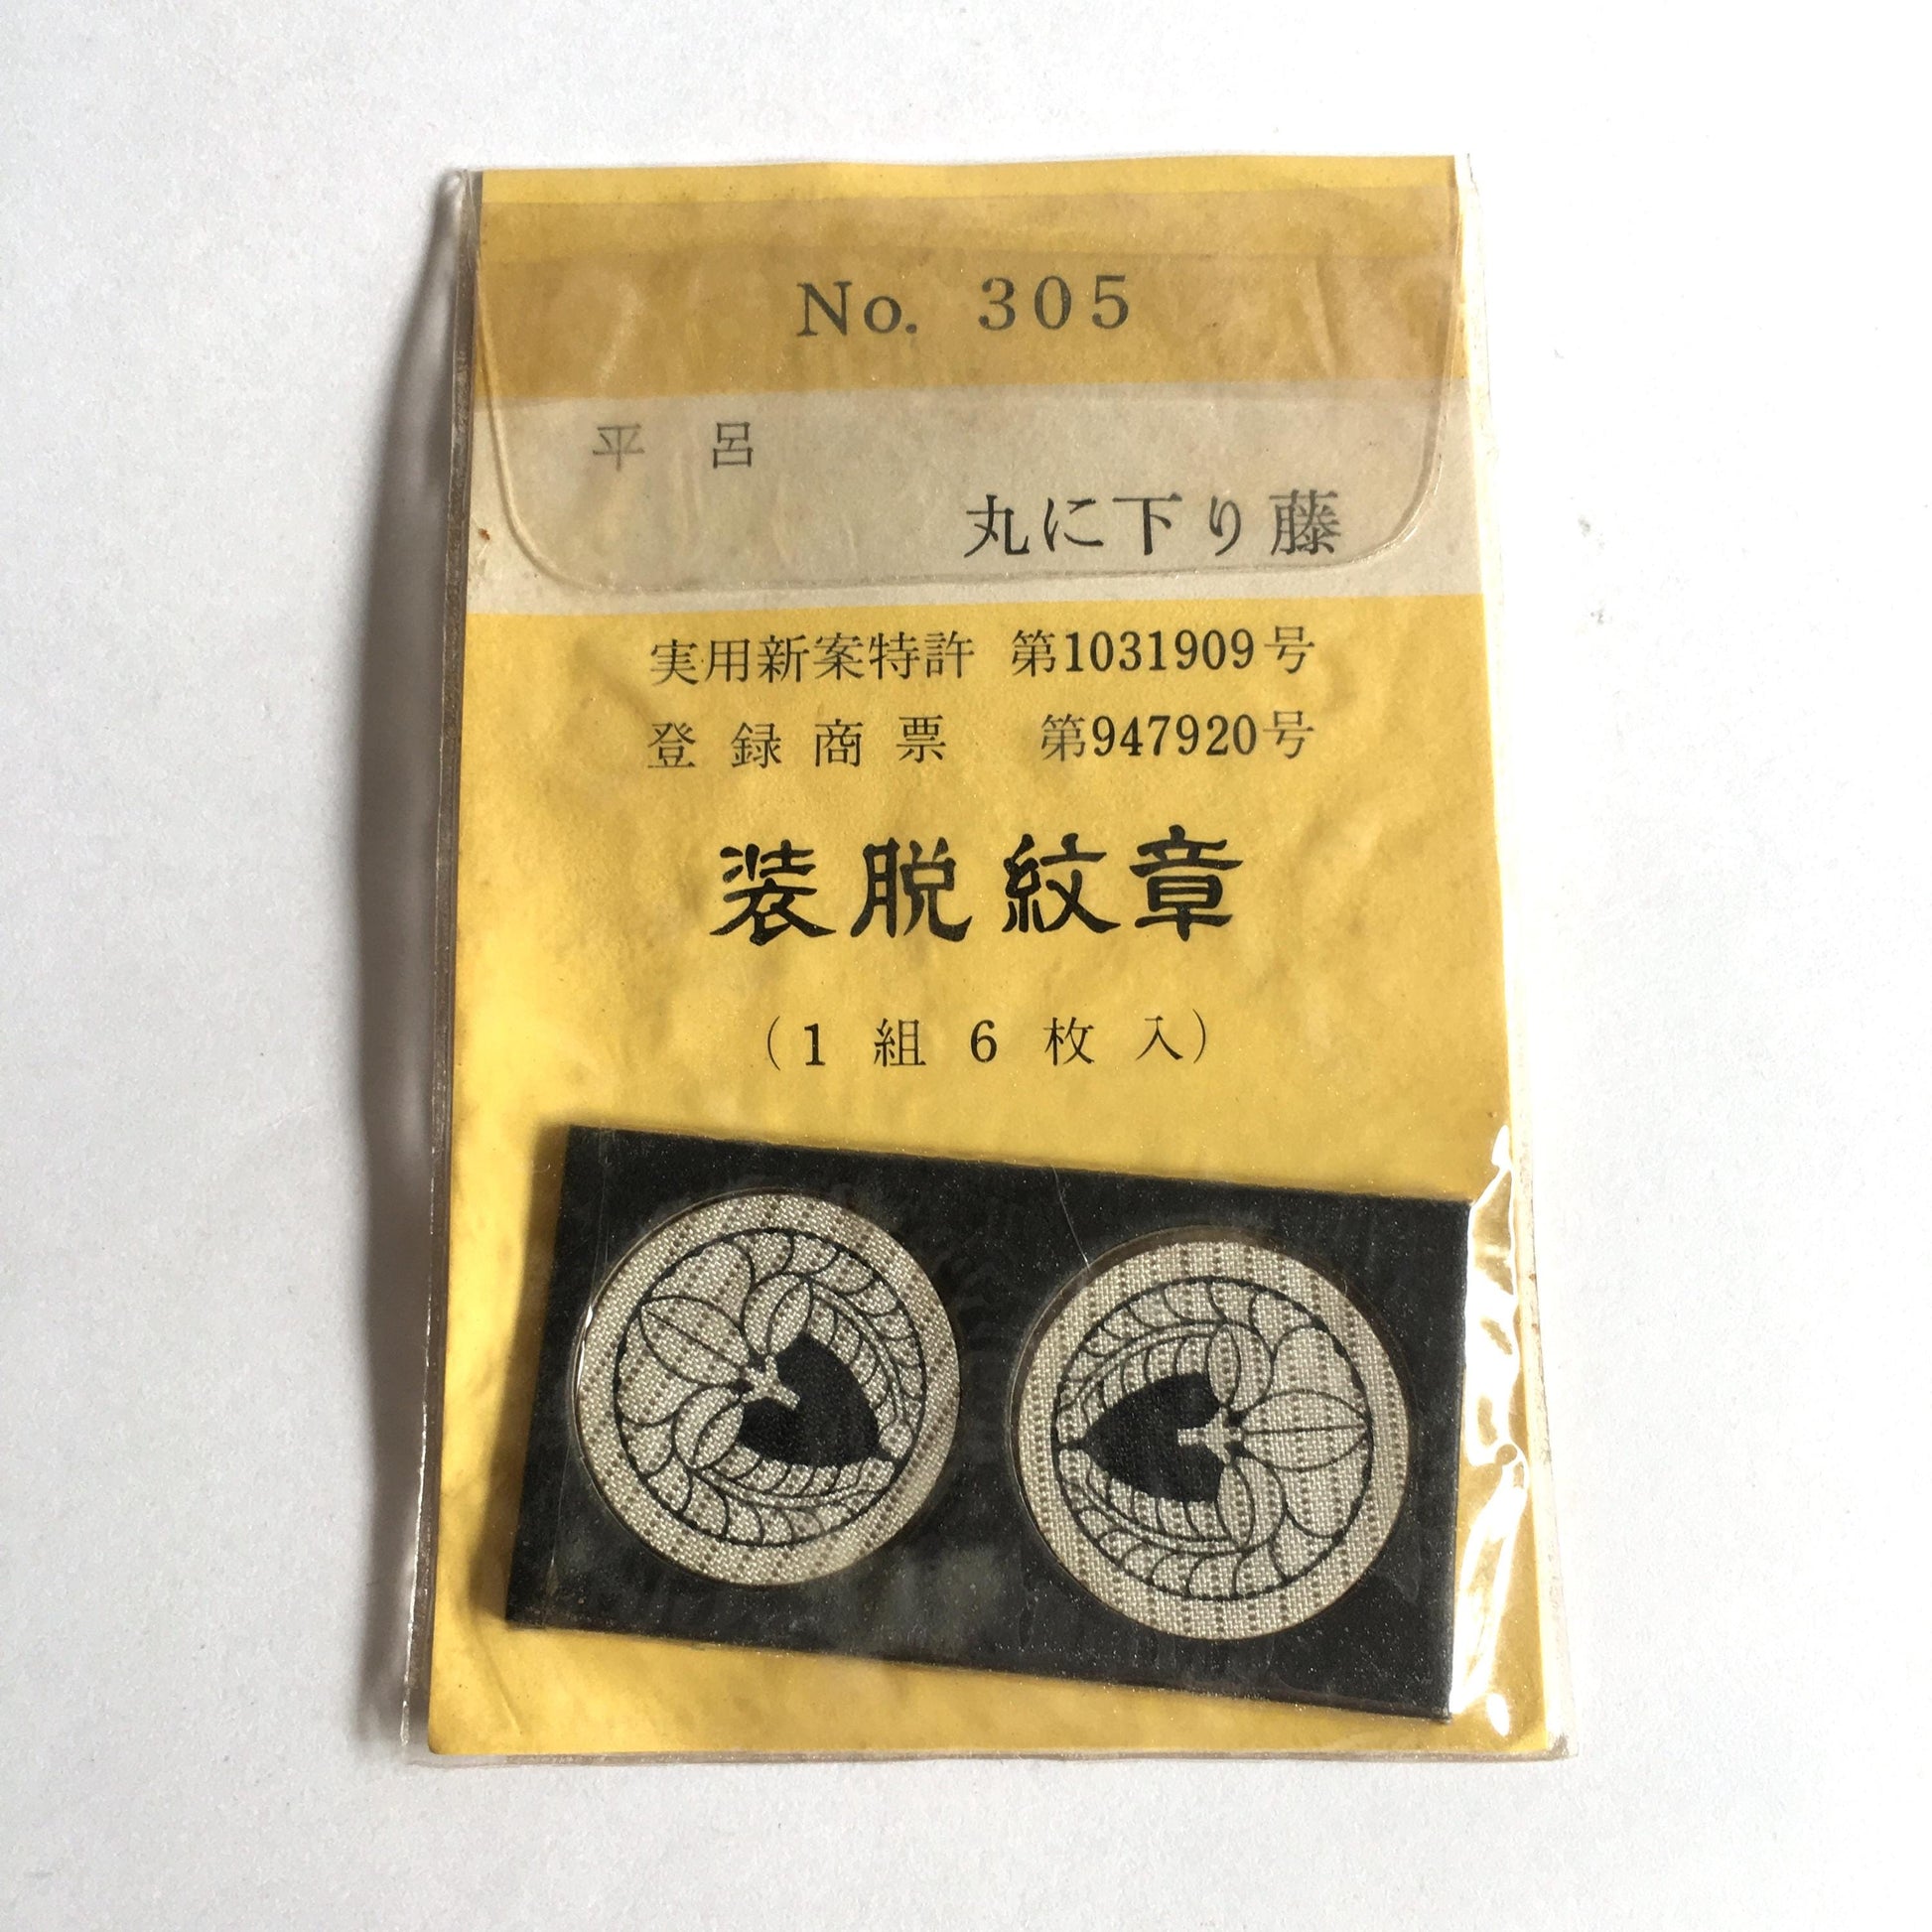 No. 305
平 呂
丸に下り藤
実用新案特許 第1031909号
登録商票 第947920号
装脱紋章
(1組6枚入)